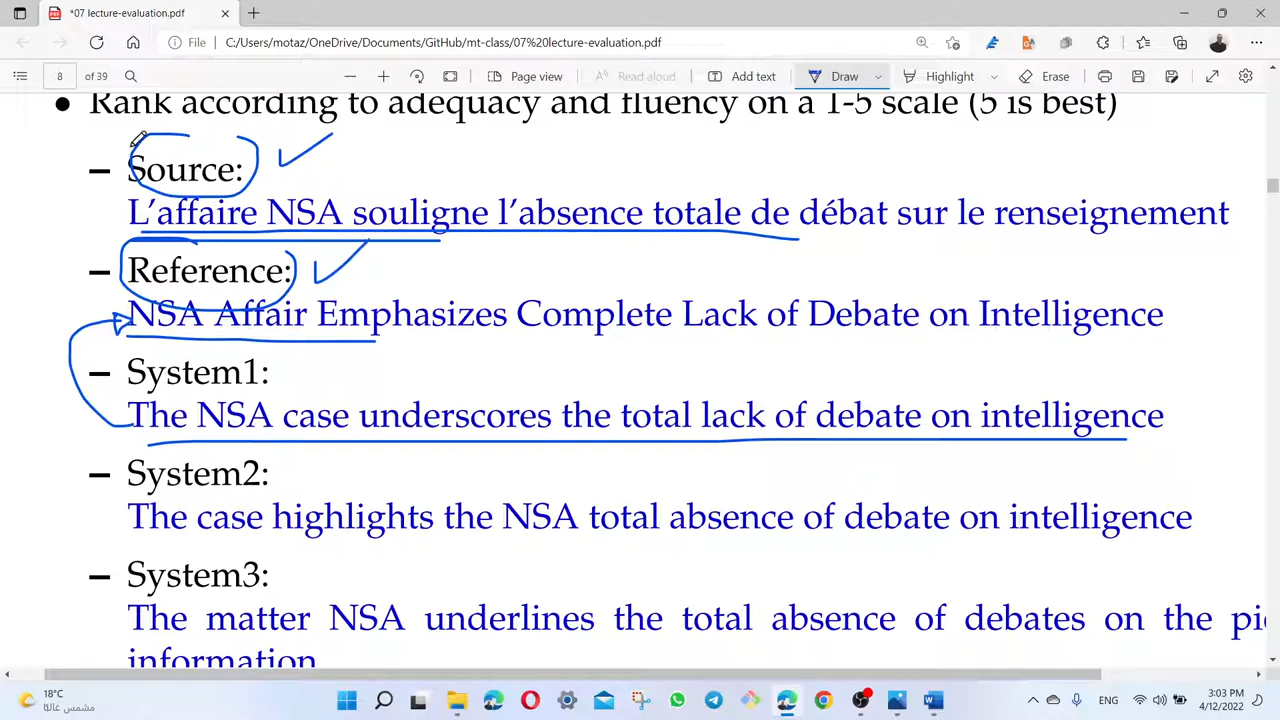 *07 lecture-evaluation.pdf
File
C:/Users/motaz/OneDrive/Documents/GitHub/mt-class/07%20lecture-evaluation.pdf
8 of 39
Page view
Read aloud
Add text
Draw
Highlight
Erase
• Rank according to adequacy and fluency on a 1-5 scale (5 is best)
– Source:
L'affaire NSA souligne l'absence totale de débat sur le renseignement
– Reference:
NSA Affair Emphasizes Complete Lack of Debate on Intelligence
– System1:
The NSA case underscores the total lack of debate on intelligence
– System2:
The case highlights the NSA total absence of debate on intelligence
– System3:
The matter NSA underlines the total absence of debates on the
information
18°C
مشمس غالبًا
ENG
3:03 PM
4/12/2022